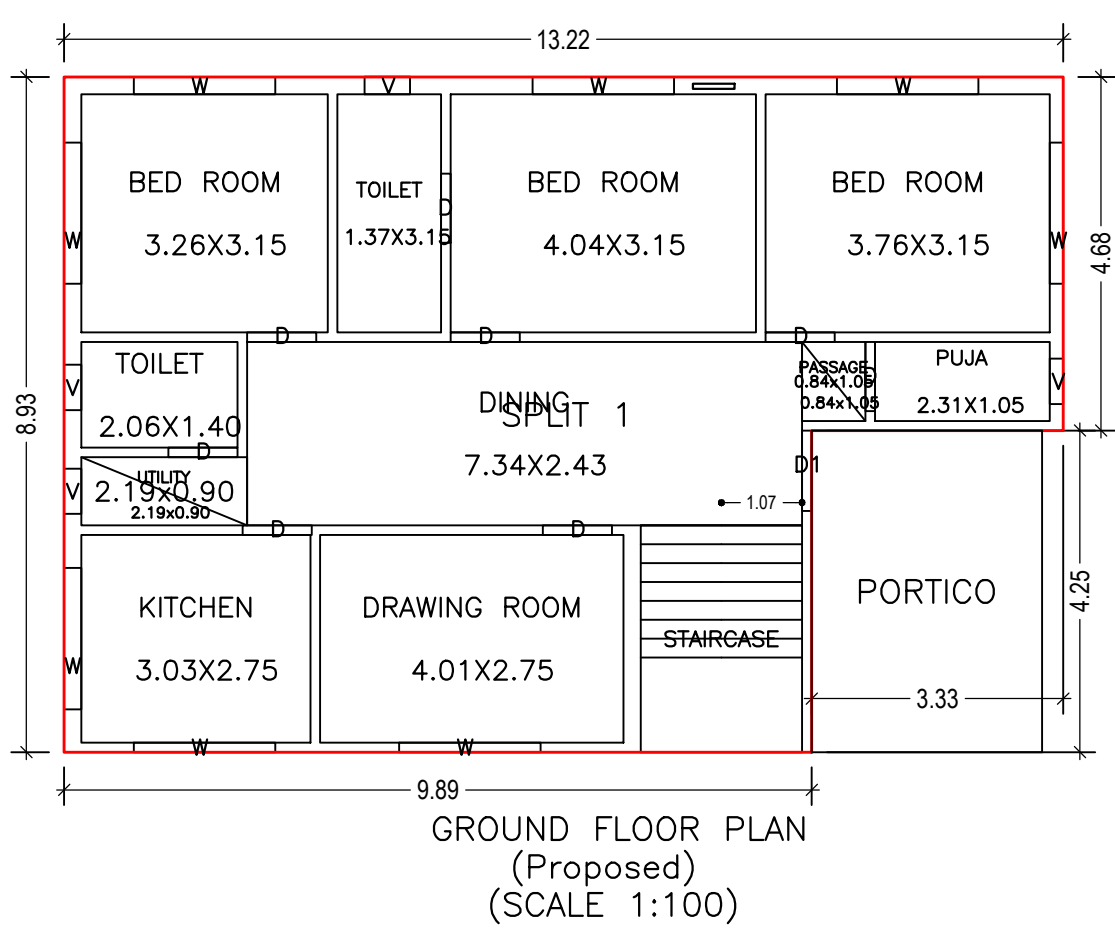 13.22
W
V
W
W
BED ROOM
3.26X3.15
TOILET
1.37X3.15
D
BED ROOM
4.04X3.15
BED ROOM
3.76X3.15
W
W
4.68
D
D
D
TOILET
2.06X1.40
V
D
DINING
SPLIT 1
7.34X2.43
PASSAGE
0.84x1.05
0.84x1.05
D
PUJA
2.31X1.05
V
8.93
UTILITY
2.19x0.90
2.19x0.90
V
D1
1.07
D
D
KITCHEN
3.03X2.75
DRAWING ROOM
4.01X2.75
STAIRCASE
PORTICO
4.25
3.33
W
W
W
9.89
GROUND FLOOR PLAN
(Proposed)
(SCALE 1:100)